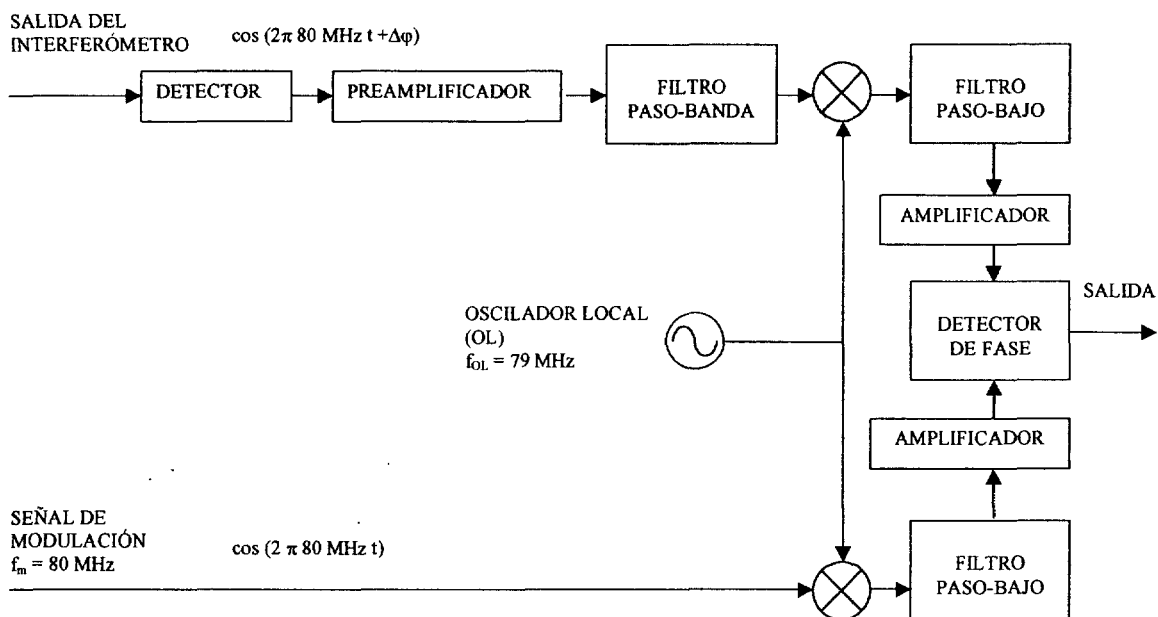 SALIDA DEL
INTERFERÓMETRO
cos (2π 80 MHz t +Δφ)
DETECTOR
PREAMPLIFICADOR
FILTRO
PASO-BANDA
FILTRO
PASO-BAJO
AMPLIFICADOR
OSCILADOR LOCAL
(OL)
f_OL = 79 MHz
DETECTOR
DE FASE
SALIDA
AMPLIFICADOR
SEÑAL DE
MODULACIÓN
f_m = 80 MHz
cos (2 π 80 MHz t)
FILTRO
PASO-BAJO